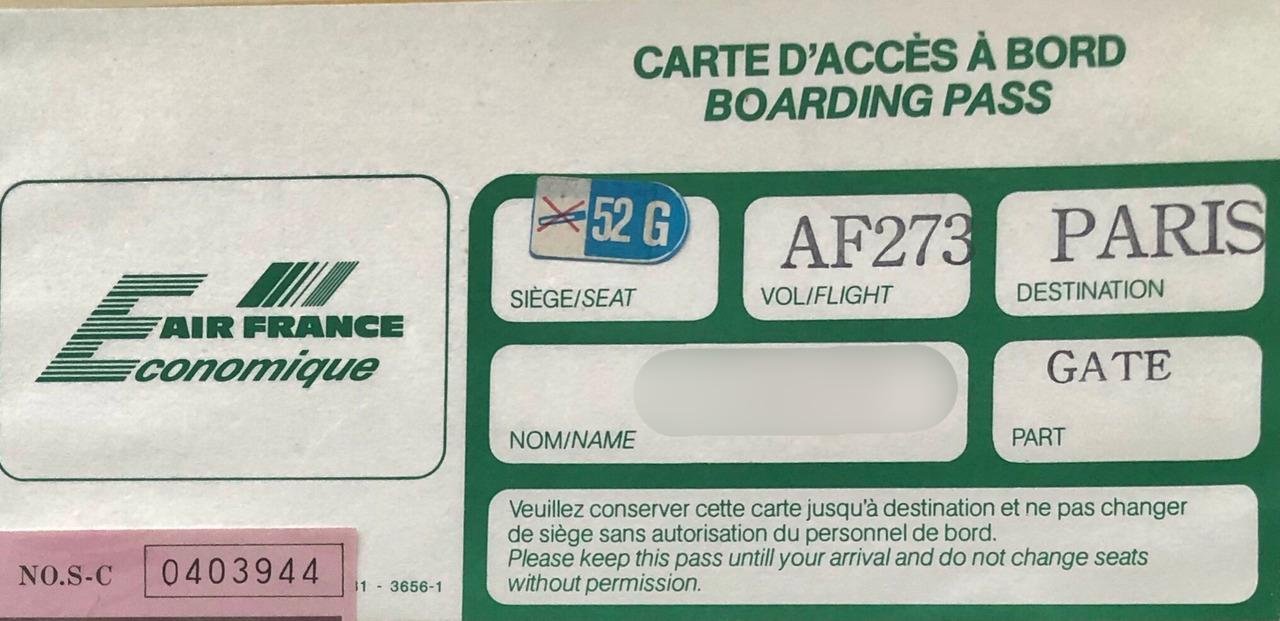 CARTE D'ACCÈS À BORD
BOARDING PASS
AIR FRANCE
Economique
52 G
SIÈGE/SEAT
AF273
VOL/FLIGHT
PARIS
DESTINATION
NOM/NAME
GATE
PART
Veuillez conserver cette carte jusqu'à destination et ne pas changer
de siège sans autorisation du personnel de bord.
Please keep this pass untill your arrival and do not change seats
without permission.
NO.S-C 0403944
1 - 3656-1